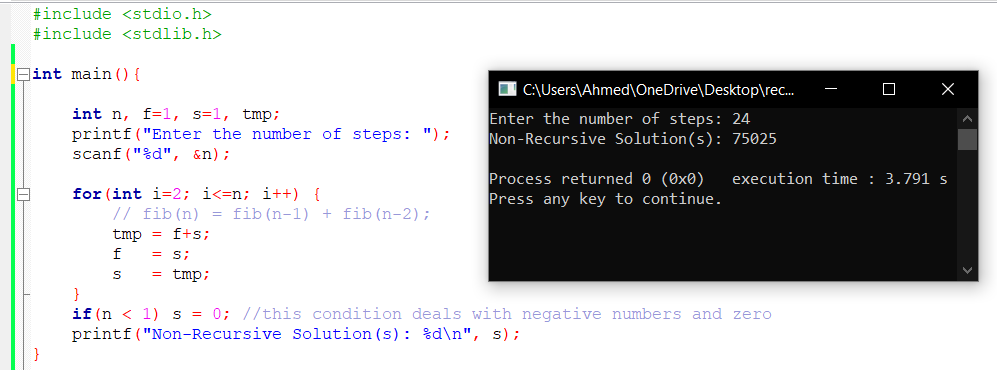 #include <stdio.h>
#include <stdlib.h>
int main(){
int n, f=1, s=1, tmp;
printf("Enter the number of steps: ");
scanf("%d", &n);
for(int i=2; i<=n; i++) {
// fib(n) = fib(n-1) + fib(n-2);
tmp = f+s;
f   = s;
s   = tmp;
}
if(n < 1) s = 0; //this condition deals with negative numbers and zero
printf("Non-Recursive Solution(s): %d\n", s);
}
C:\Users\Ahmed\OneDrive\Desktop\rec...
Enter the number of steps: 24
Non-Recursive Solution(s): 75025
Process returned 0 (0x0)   execution time : 3.791 s
Press any key to continue.